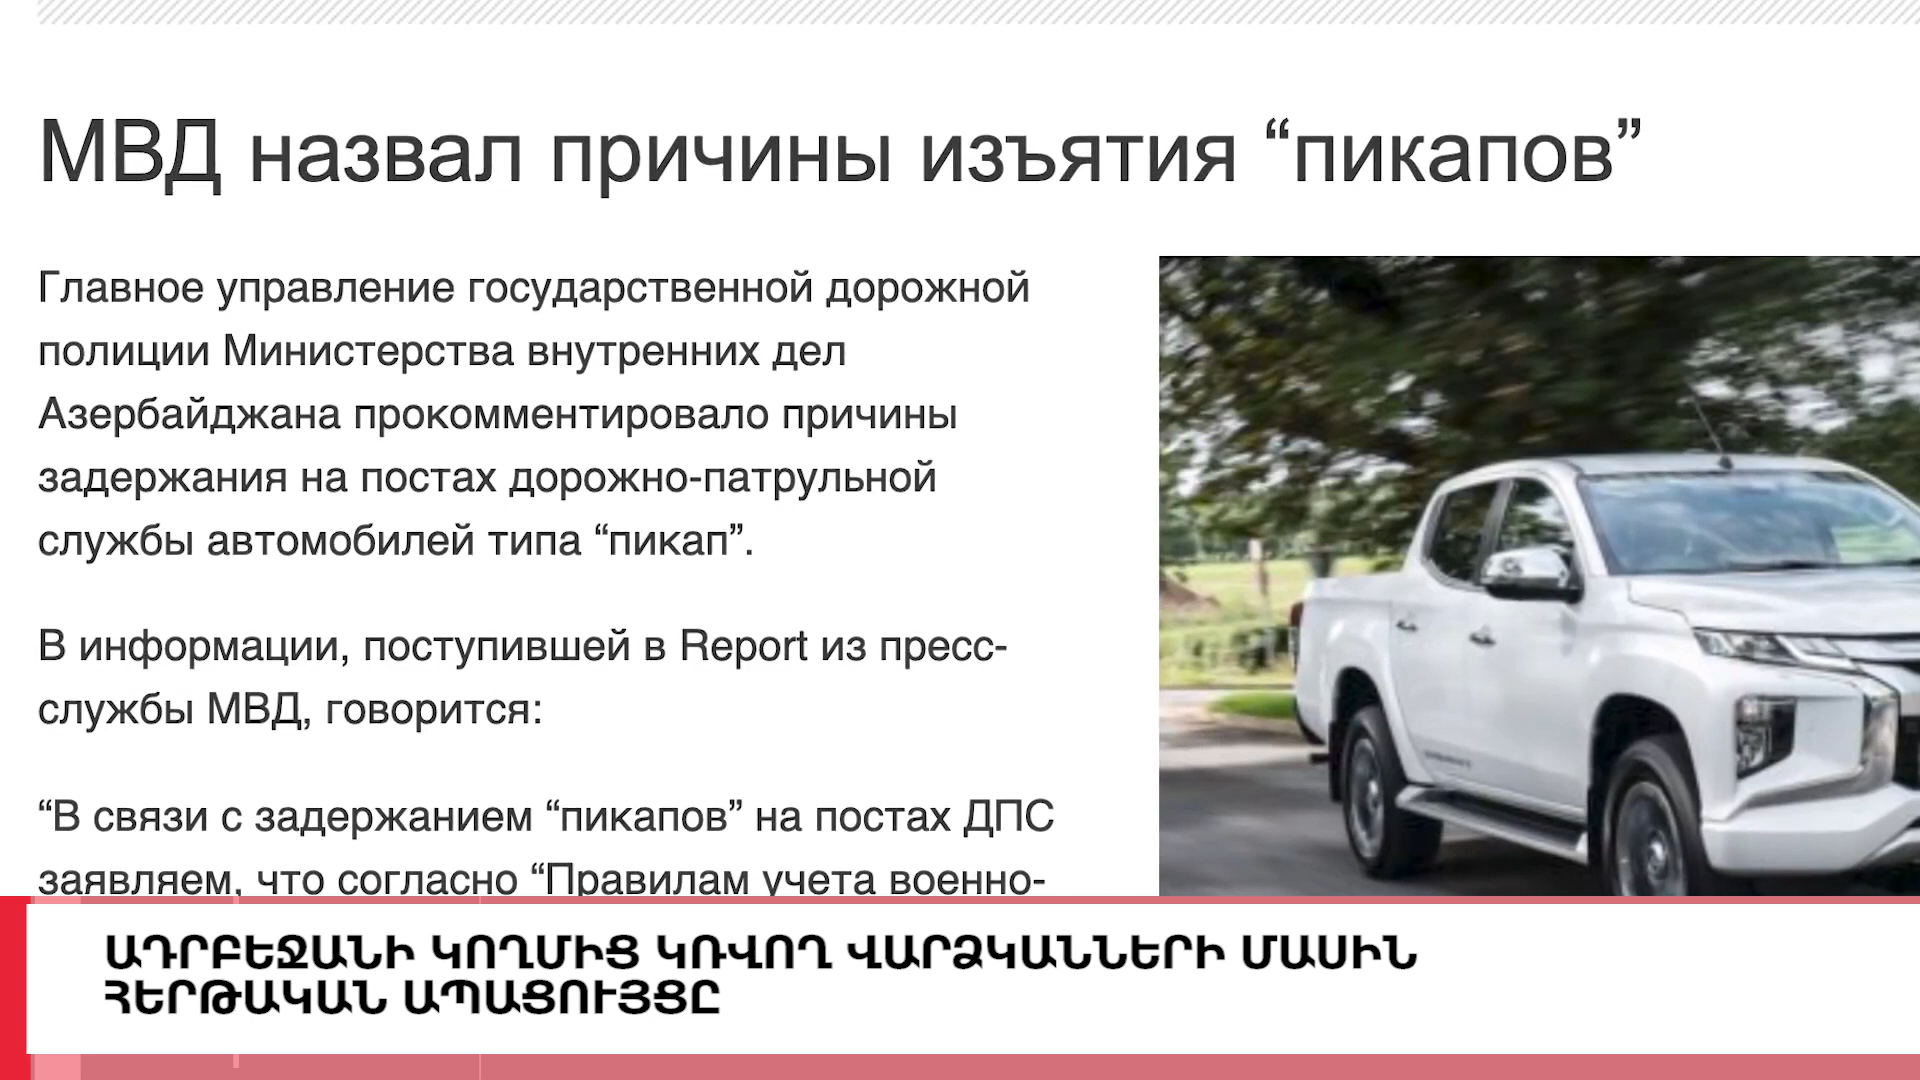 МВД назвал причины изъятия “пикапов”
Главное управление государственной дорожной
полиции Министерства внутренних дел
Азербайджана прокомментировало причины
задержания на постах дорожно-патрульной
службы автомобилей типа “пикап”.
В информации, поступившей в Report из пресс-
службы МВД, говорится:
“В связи с задержанием “пикапов” на постах ДПС
заявляем, что согласно “Правилам учета военно-
ԱԴՐԲԵՋԱՆԻ ԿՈՂՄԻՑ ԿՌՎՈՂ ՎԱՐՁԿԱՆՆԵՐԻ ՄԱՍԻՆ
ՀԵՐԹԱԿԱՆ ԱՊԱՑՈՒՅՑԸ